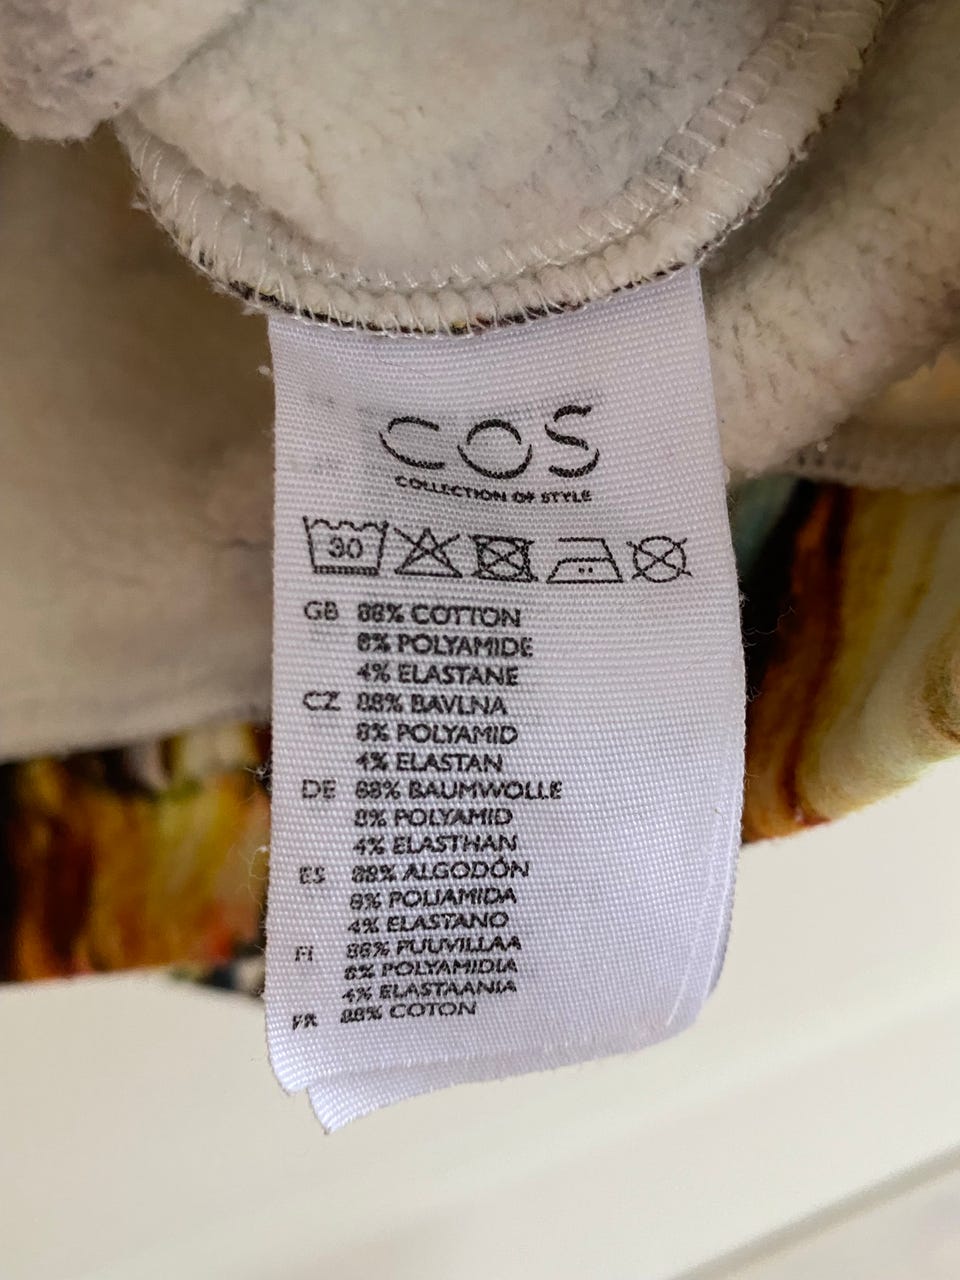 COS
COLLECTION OF STYLE
30
GB 88% COTTON
8% POLYAMIDE
4% ELASTANE
CZ 88% BAVLNA
8% POLYAMID
4% ELASTAN
DE 88% BAUMWOLLE
8% POLYAMID
4% ELASTHAN
ES 88% ALGODÓN
8% POLIAMIDA
4% ELASTANO
FI 88% PUUVILLAA
8% POLYAMIDIA
4% ELASTAANIA
FR 88% COTON